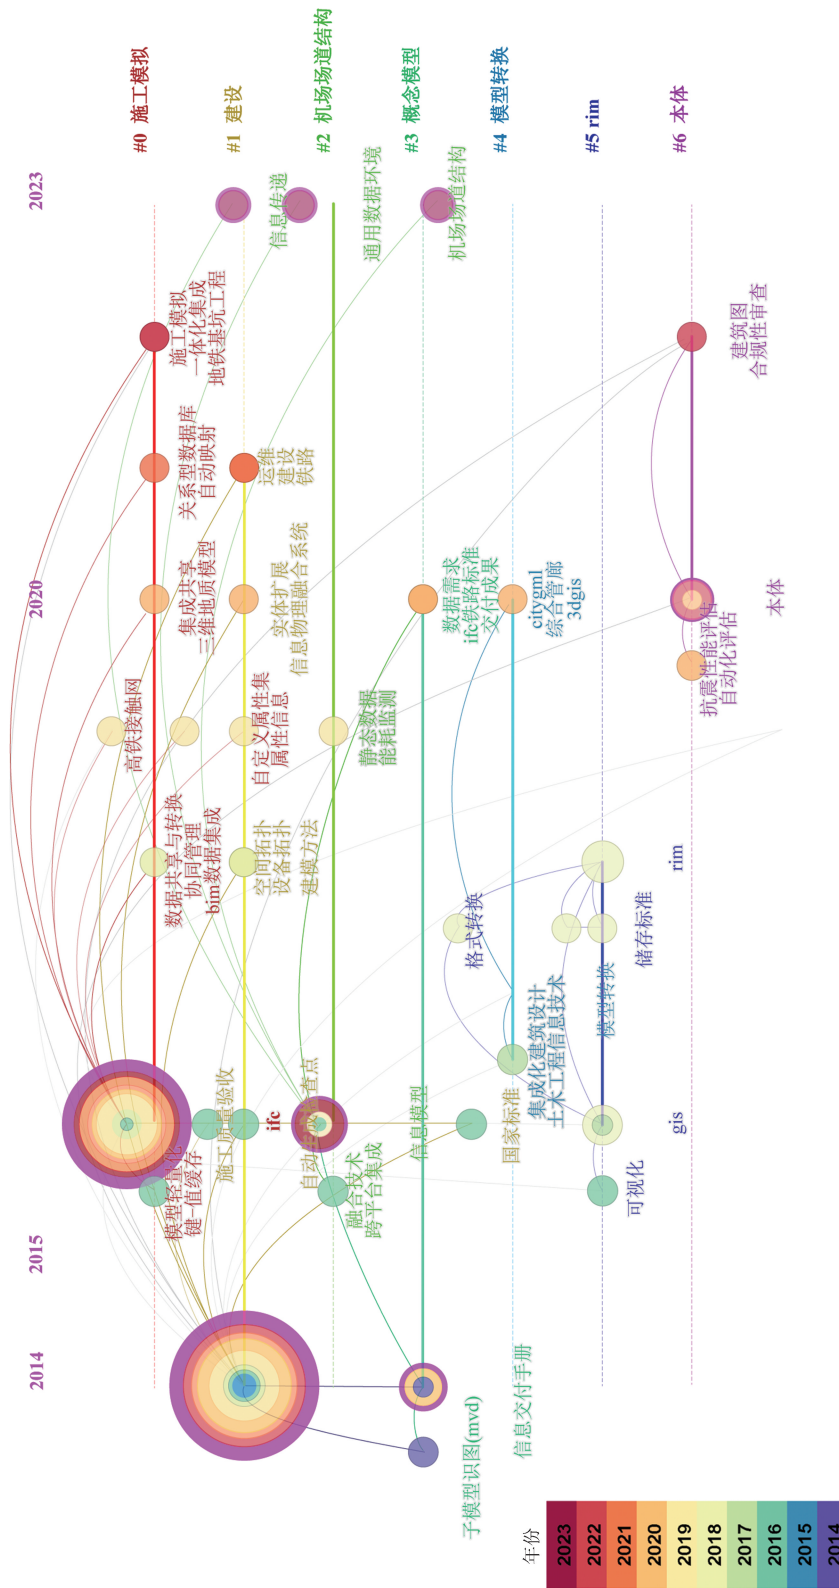 2014
2015
2020
2023
#0 施工模拟
#1 建设
#2 机场场道结构
#3 概念模型
#4 模型转换
#5 rim
#6 本体
模型轻量化
键-值缓存
ifc
数据共享与转换
协同管理
bim数据集成
高铁接触网
集成共享
三维地质模型
关系型数据库
自动映射
施工模拟
一体化集成
地铁基坑工程
施工质量验收
空间拓扑
设备拓扑
建模方法
自定义属性集
属性信息
实体扩展
信息物理融合系统
运维
建设
铁路
信息传递
融合技术
跨平台集成
静态数据
能耗监测
通用数据环境
子模型识图(mvd)
信息模型
数据需求
ifc铁路标准
交付成果
机场场道结构
信息交付手册
国家标准
集成化建筑设计
土木工程信息技术
格式转换
citygml
综合管廊
3dgis
可视化
gis
模型转换
储存标准
rim
抗震性能评估
自动化评估
本体
建筑图
合规性审查
年份
2023
2022
2021
2020
2019
2018
2017
2016
2015
2014